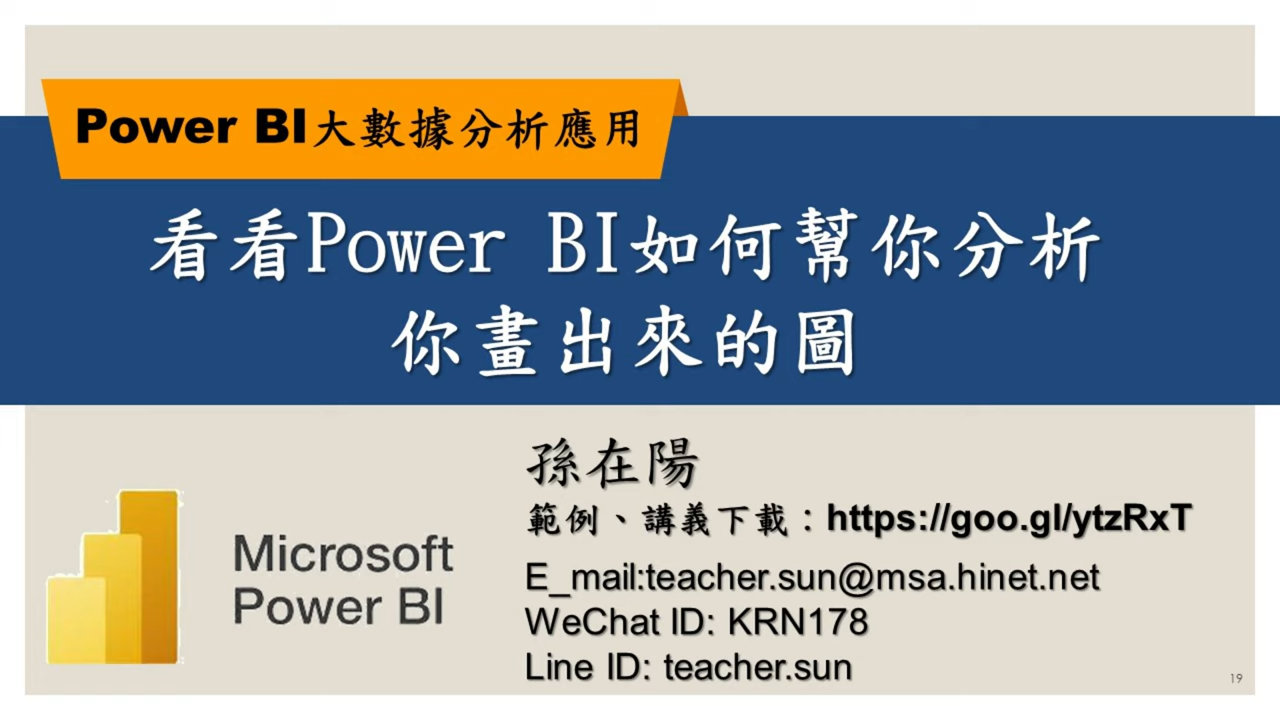 Power BI大數據分析應用
看看Power BI如何幫你分析
你畫出來的圖
孫在陽
範例、講義下載：https://goo.gl/ytzRxT
E_mail:teacher.sun@msa.hinet.net
WeChat ID: KRN178
Line ID: teacher.sun
Microsoft
Power BI
19